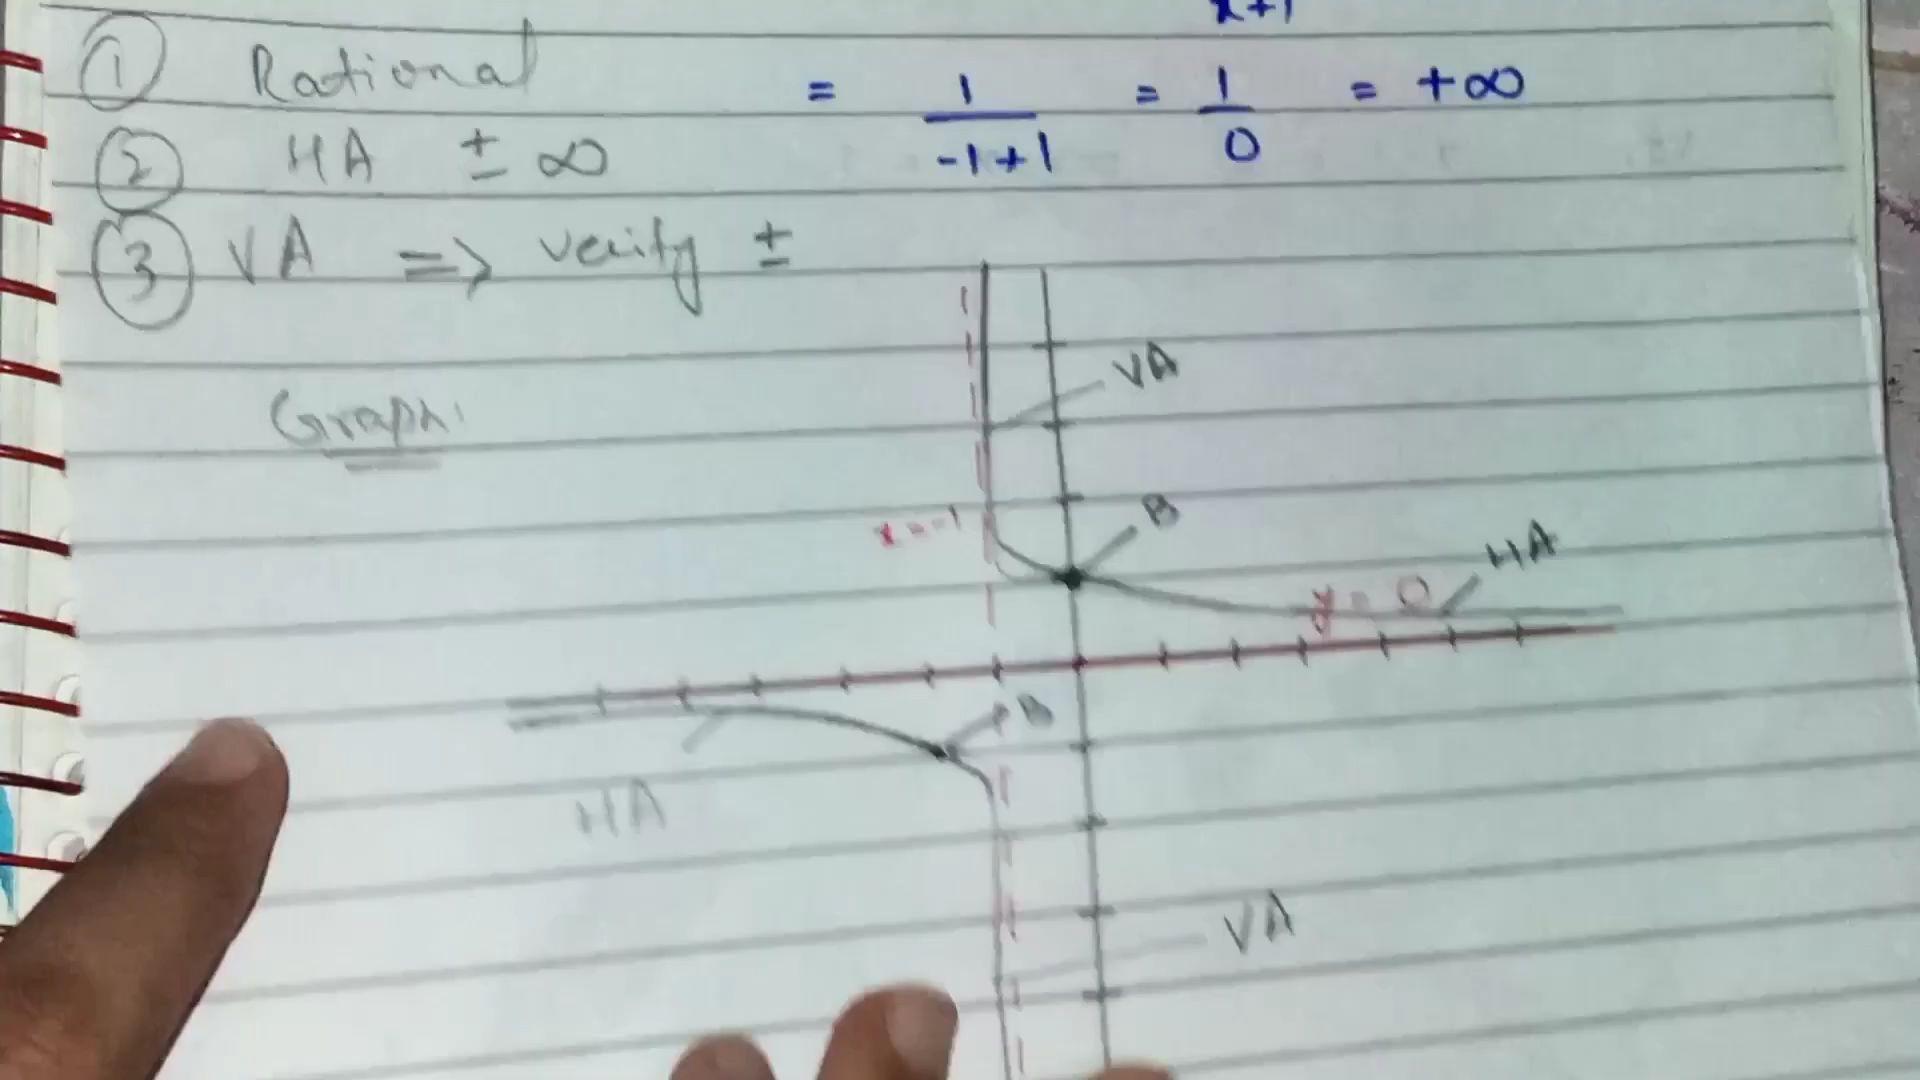 x+1
① Rational = 1/-1+1 = 1/0 = +∞
② HA ± ∞
③ VA => verify ±
VA
Graph:
B
x=-1
HA
y = 0
B
HA
VA